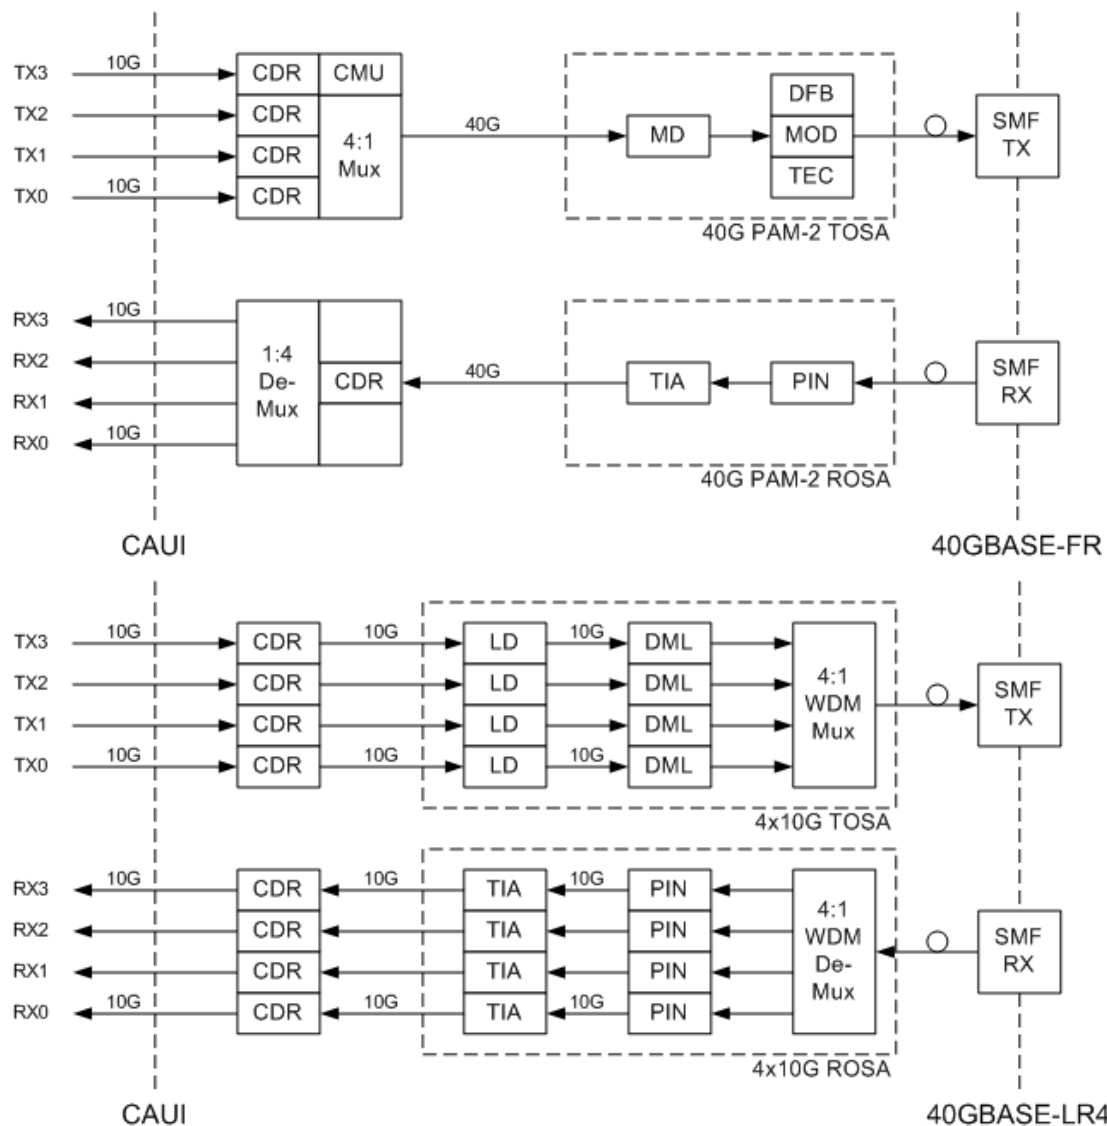 TX3 10G CDR CMU
TX2 CDR
TX1 CDR
TX0 10G CDR
4:1
Mux
40G
MD
DFB
MOD
TEC
SMF
TX
40G PAM-2 TOSA
RX3 10G
RX2
RX1
RX0 10G
1:4
De-
Mux
CDR
40G
TIA
PIN
SMF
RX
40G PAM-2 ROSA
CAUI
40GBASE-FR
TX3 10G CDR 10G LD 10G DML
TX2 CDR LD DML
TX1 CDR LD DML
TX0 10G CDR 10G LD 10G DML
4:1
WDM
Mux
SMF
TX
4x10G TOSA
RX3 10G CDR 10G TIA 10G PIN
RX2 CDR TIA PIN
RX1 CDR TIA PIN
RX0 10G CDR 10G TIA 10G PIN
4:1
WDM
De-
Mux
SMF
RX
4x10G ROSA
CAUI
40GBASE-LR4